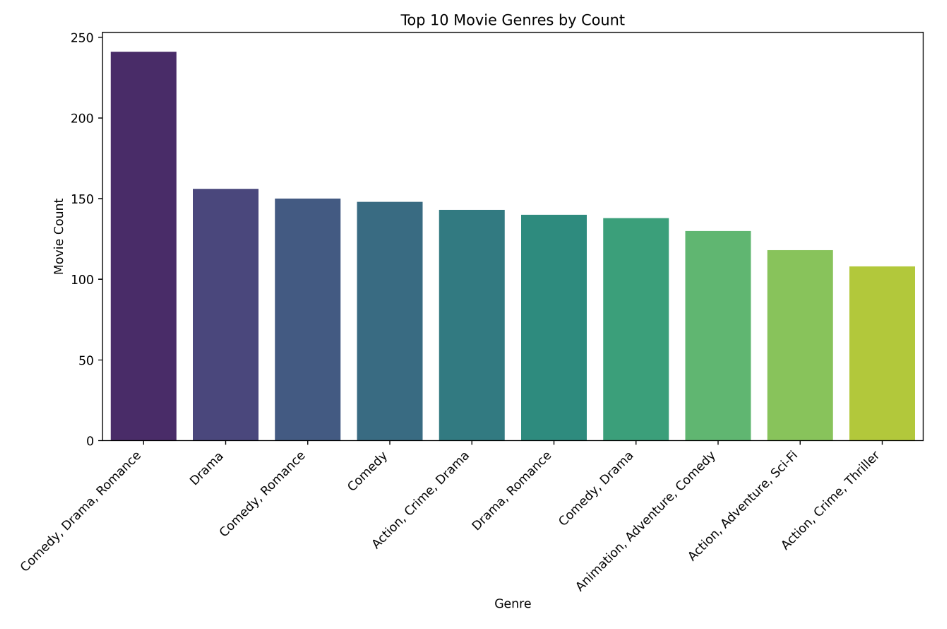 Top 10 Movie Genres by Count
250
200
150
100
50
0
Movie Count
Comedy, Drama, Romance
Drama
Comedy, Romance
Comedy
Action, Crime, Drama
Drama, Romance
Comedy, Drama
Animation, Adventure, Comedy
Action, Adventure, Sci-Fi
Action, Crime, Thriller
Genre